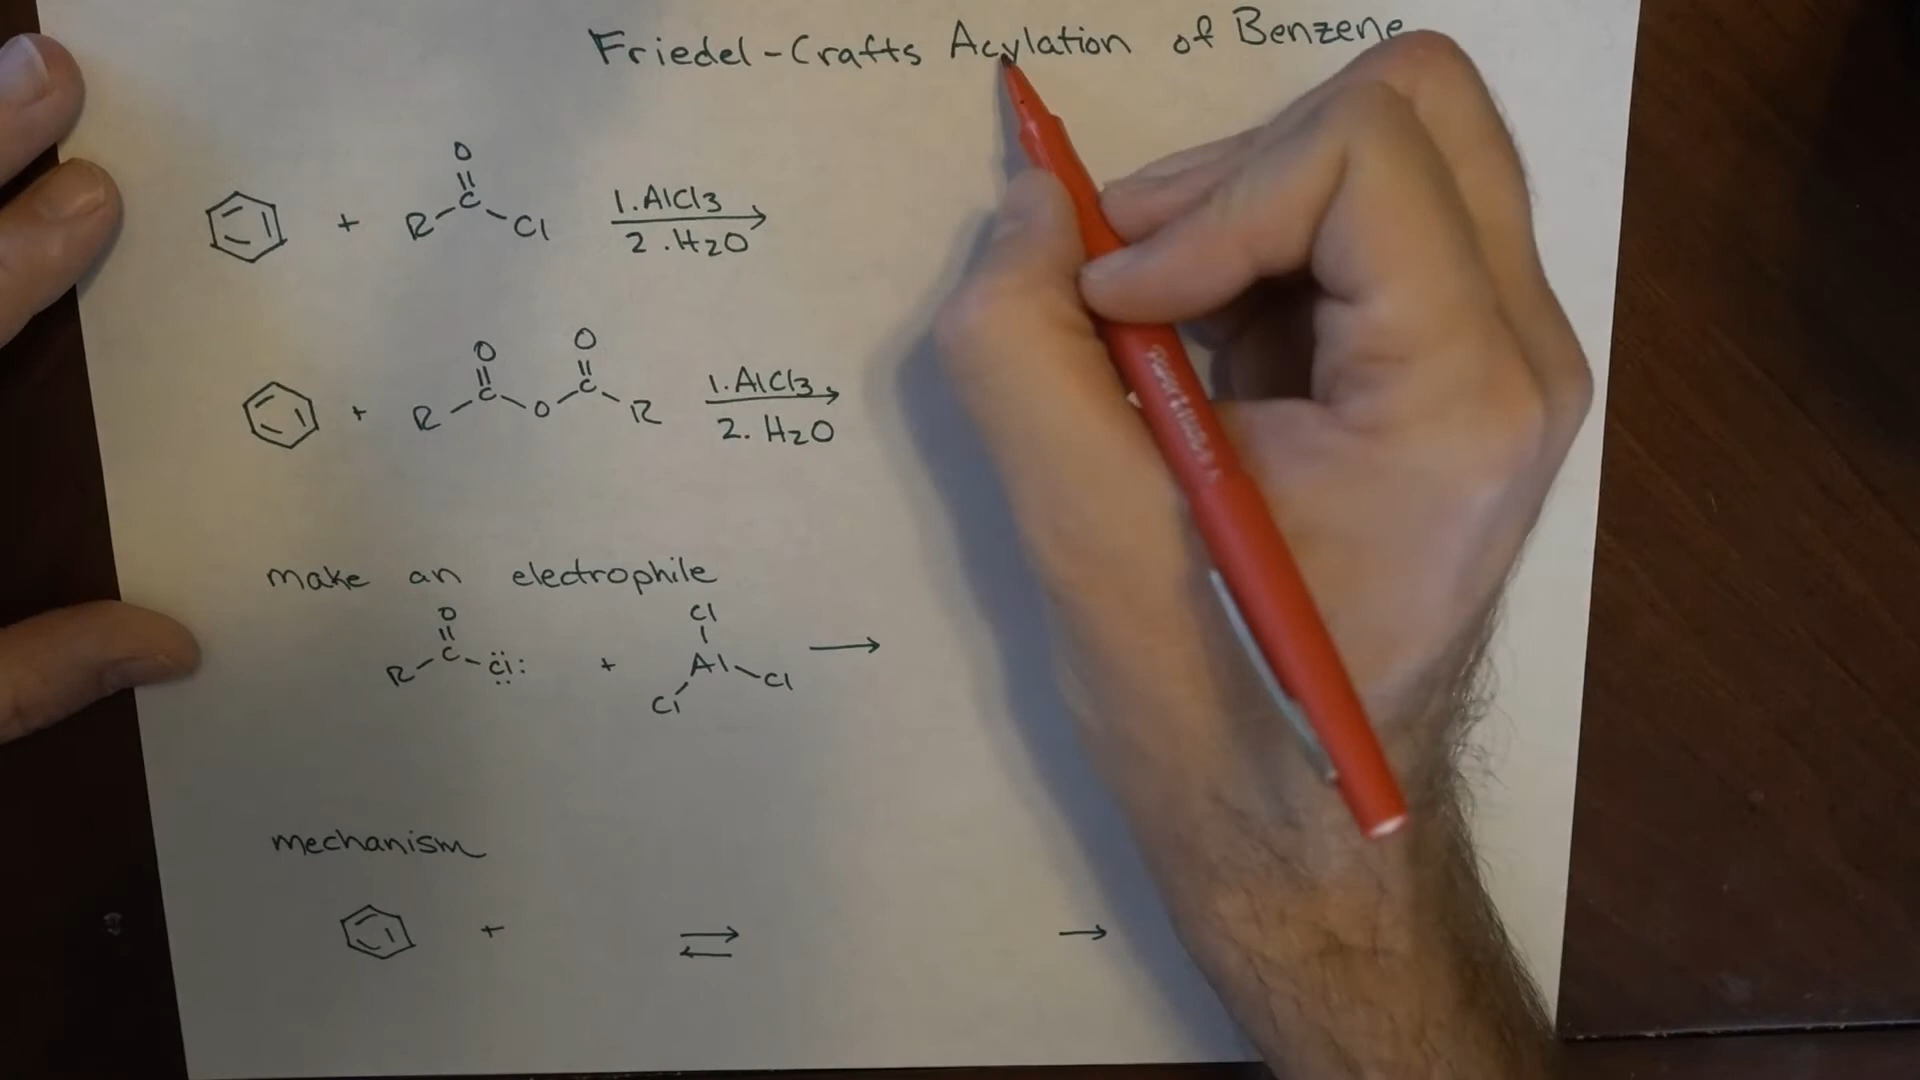 Friedel-Crafts Acylation of Benzene
O
R C Cl
+
1. AlCl3
2. H2O
O O
R C O C R
+
1. AlCl3
2. H2O
make an electrophile
O
R C Cl:
+
Cl
Al Cl
Cl
mechanism
+